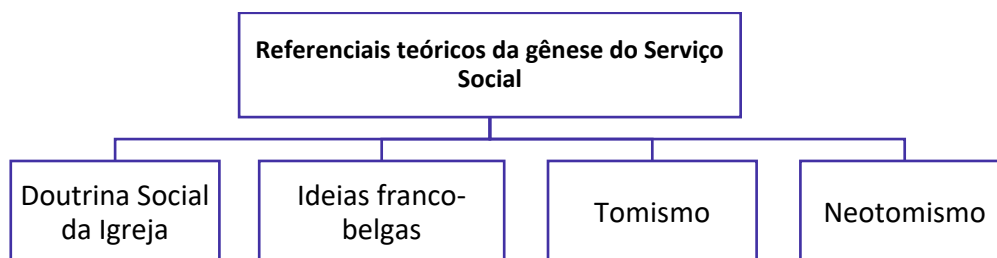 Referenciais teóricos da gênese do Serviço
Social
Doutrina Social
da Igreja
Ideias franco-
belgas
Tomismo
Neotomismo